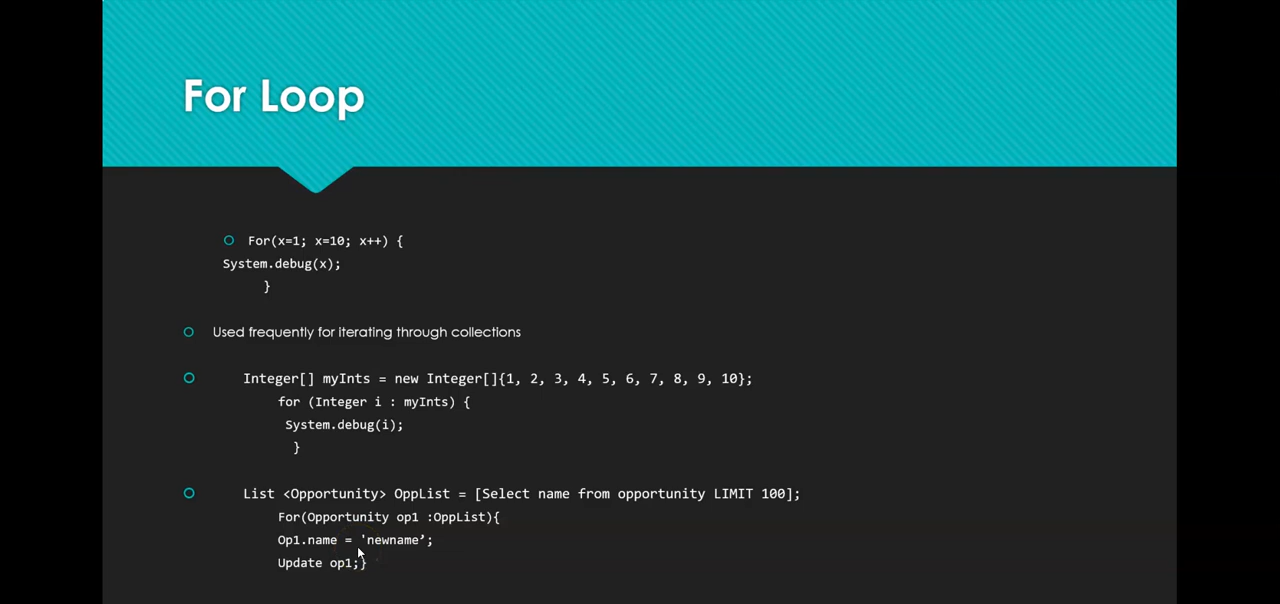 For Loop
For(x=1; x=10; x++) {
System.debug(x);
}
Used frequently for iterating through collections
Integer[] myInts = new Integer[]{1, 2, 3, 4, 5, 6, 7, 8, 9, 10};
for (Integer i : myInts) {
System.debug(i);
}
List <Opportunity> OppList = [Select name from opportunity LIMIT 100];
For(Opportunity op1 :OppList){
Op1.name = 'newname’;
Update op1;}